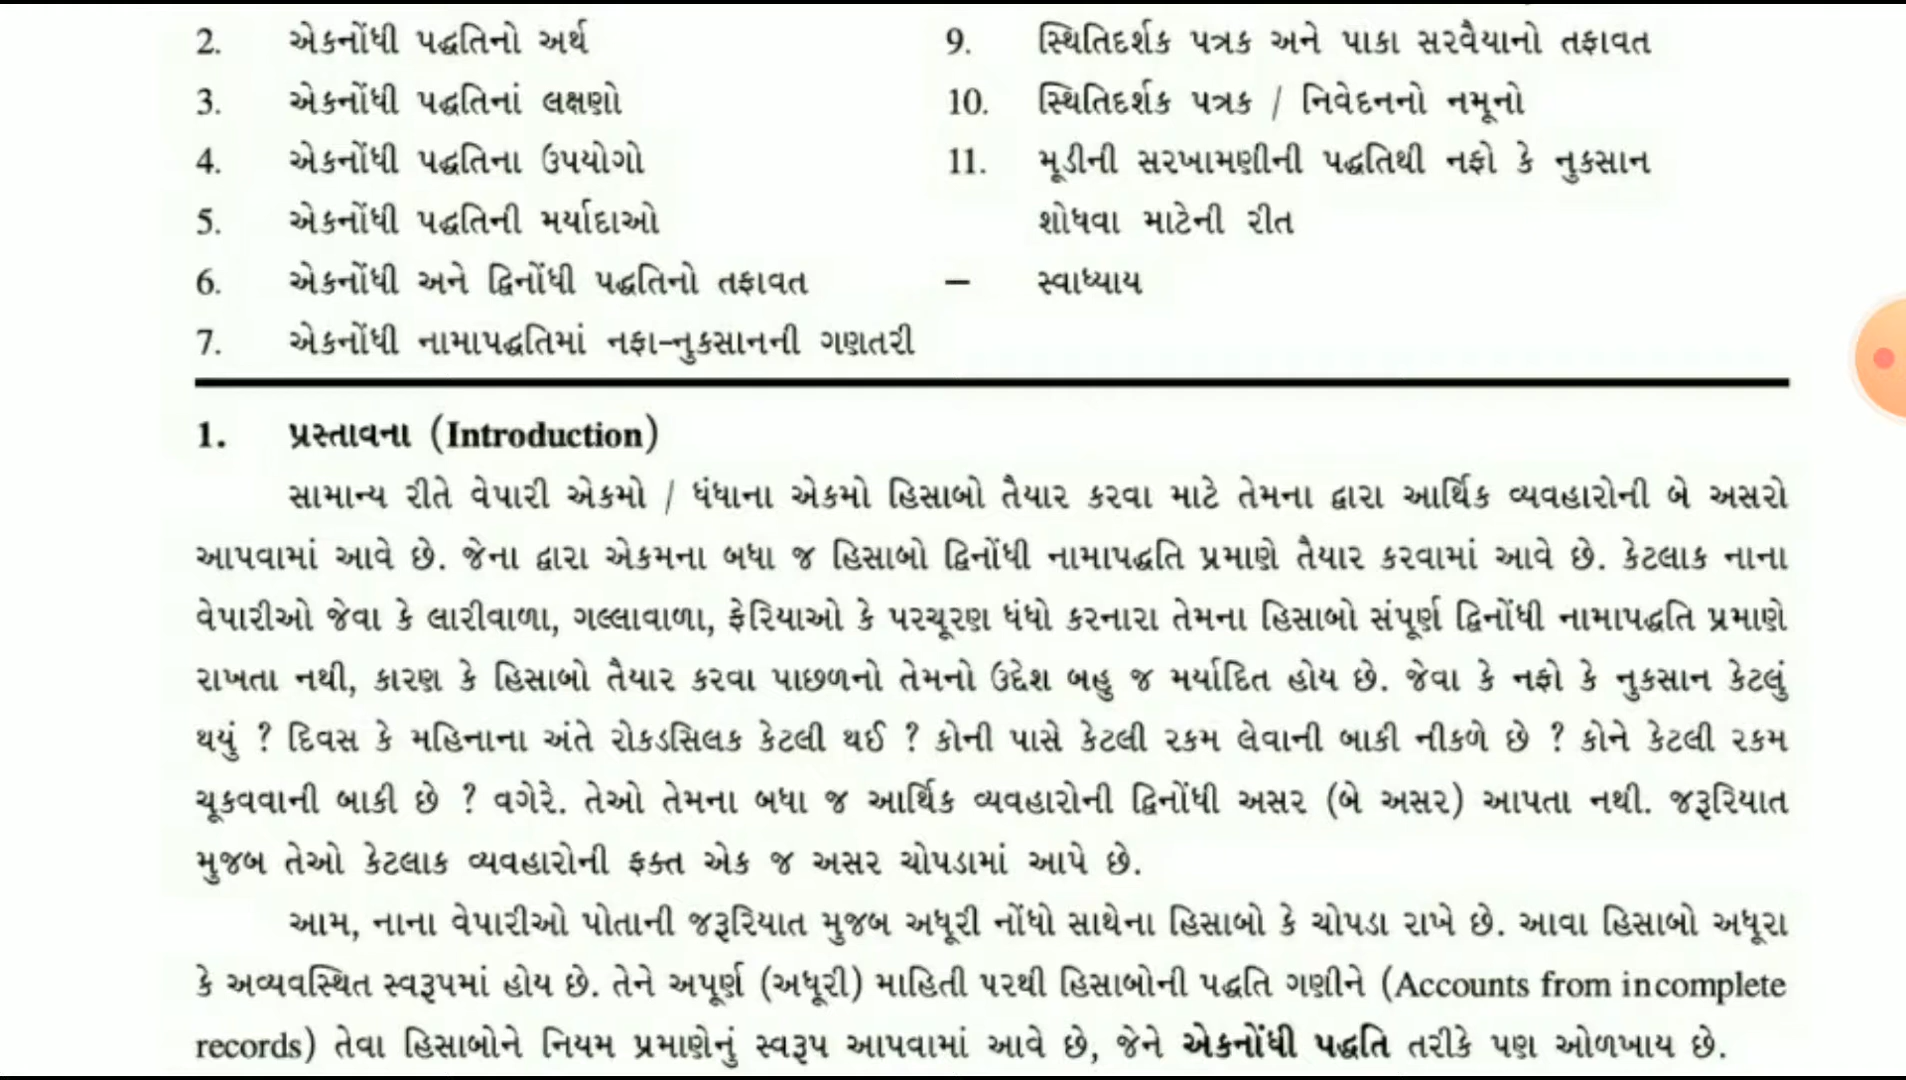 2. એકનોંધી પદ્ધતિનો અર્થ
3. એકનોંધી પદ્ધતિનાં લક્ષણો
4. એકનોંધી પદ્ધતિના ઉપયોગો
5. એકનોંધી પદ્ધતિની મર્યાદાઓ
6. એકનોંધી અને દ્વિનોંધી પદ્ધતિનો તફાવત
7. એકનોંધી નામાપદ્ધતિમાં નફા-નુકસાનની ગણતરી
9. સ્થિતિદર્શક પત્રક અને પાકા સરવૈયાનો તફાવત
10. સ્થિતિદર્શક પત્રક / નિવેદનનો નમૂનો
11. મૂડીની સરખામણીની પદ્ધતિથી નફો કે નુકસાન
શોધવા માટેની રીત
– સ્વાધ્યાય
1. પ્રસ્તાવના (Introduction)
સામાન્ય રીતે વેપારી એકમો / ધંધાના એકમો હિસાબો તૈયાર કરવા માટે તેમના દ્વારા આર્થિક વ્યવહારોની બે અસરો
આપવામાં આવે છે. જેના દ્વારા એકમના બધા જ હિસાબો દ્વિનોંધી નામાપદ્ધતિ પ્રમાણે તૈયાર કરવામાં આવે છે. કેટલાક નાના
વેપારીઓ જેવા કે લારીવાળા, ગલ્લાવાળા, ફેરિયાઓ કે પરચૂરણ ધંધો કરનારા તેમના હિસાબો સંપૂર્ણ દ્વિનોંધી નામાપદ્ધતિ પ્રમાણે
રાખતા નથી, કારણ કે હિસાબો તૈયાર કરવા પાછળનો તેમનો ઉદ્દેશ બહુ જ મર્યાદિત હોય છે. જેવા કે નફો કે નુકસાન કેટલું
થયું ? દિવસ કે મહિનાના અંતે રોકડસિલક કેટલી થઈ ? કોની પાસે કેટલી રકમ લેવાની બાકી નીકળે છે ? કોને કેટલી રકમ
ચૂકવવાની બાકી છે ? વગેરે. તેઓ તેમના બધા જ આર્થિક વ્યવહારોની દ્વિનોંધી અસર (બે અસર) આપતા નથી. જરૂરિયાત
મુજબ તેઓ કેટલાક વ્યવહારોની ફક્ત એક જ અસર ચોપડામાં આપે છે.
આમ, નાના વેપારીઓ પોતાની જરૂરિયાત મુજબ અધૂરી નોંધો સાથેના હિસાબો કે ચોપડા રાખે છે. આવા હિસાબો અધૂરા
કે અવ્યવસ્થિત સ્વરૂપમાં હોય છે. તેને અપૂર્ણ (અધૂરી) માહિતી પરથી હિસાબોની પદ્ધતિ ગણીને (Accounts from incomplete
records) તેવા હિસાબોને નિયમ પ્રમાણેનું સ્વરૂપ આપવામાં આવે છે, જેને એકનોંધી પદ્ધતિ તરીકે પણ ઓળખાય છે.